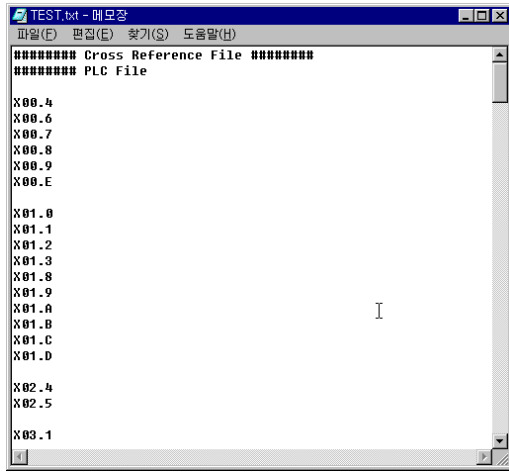 TEST.txt - 메모장
파일(F) 편집(E) 찾기(S) 도움말(H)
######## Cross Reference File ########
######## PLC File
X00.4
X00.6
X00.7
X00.8
X00.9
X00.E
X01.0
X01.1
X01.2
X01.3
X01.8
X01.9
X01.A
X01.B
X01.C
X01.D
X02.4
X02.5
X03.1